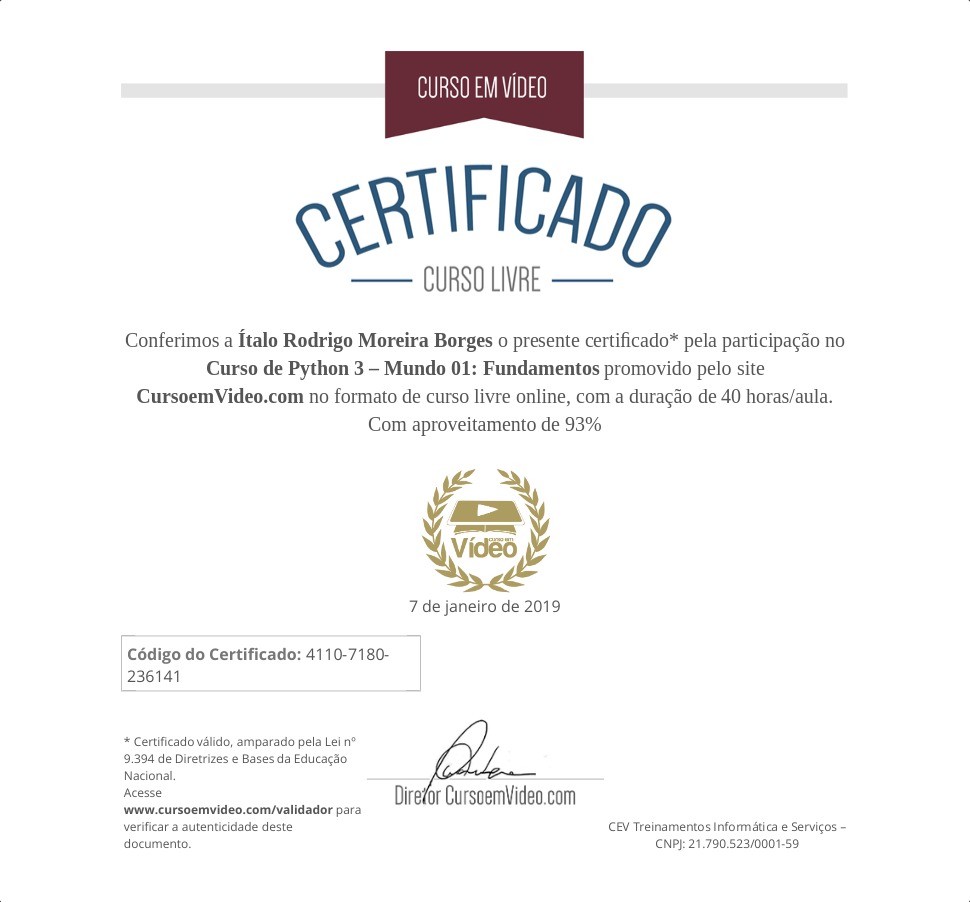 CURSO EM VÍDEO
CERTIFICADO
CURSO LIVRE
Conferimos a Ítalo Rodrigo Moreira Borges o presente certificado* pela participação no
Curso de Python 3 – Mundo 01: Fundamentos promovido pelo site
CursoemVideo.com no formato de curso livre online, com a duração de 40 horas/aula.
Com aproveitamento de 93%
curso em
Vídeo
7 de janeiro de 2019
Código do Certificado: 4110-7180-
236141
* Certificado válido, amparado pela Lei nº
9.394 de Diretrizes e Bases da Educação
Nacional.
Acesse
www.cursoemvideo.com/validador para
verificar a autenticidade deste
documento.
Diretor CursoemVideo.com
CEV Treinamentos Informática e Serviços –
CNPJ: 21.790.523/0001-59